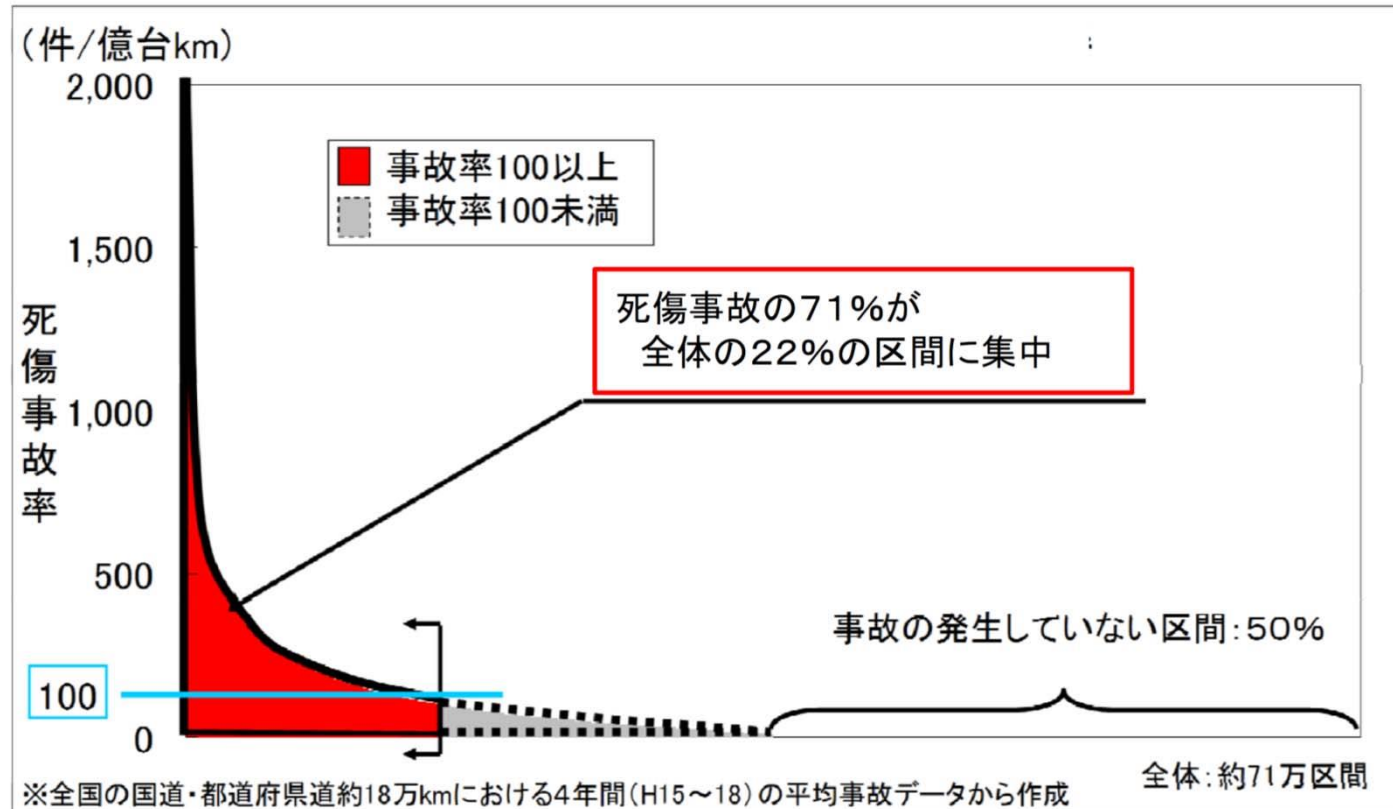 (件/億台km)
2,000
1,500
1,000
500
100
0
死傷事故率
事故率100以上
事故率100未満
死傷事故の71%が
全体の22%の区間に集中
事故の発生していない区間:50%
全体:約71万区間
※全国の国道・都道府県道約18万kmにおける4年間(H15~18)の平均事故データから作成